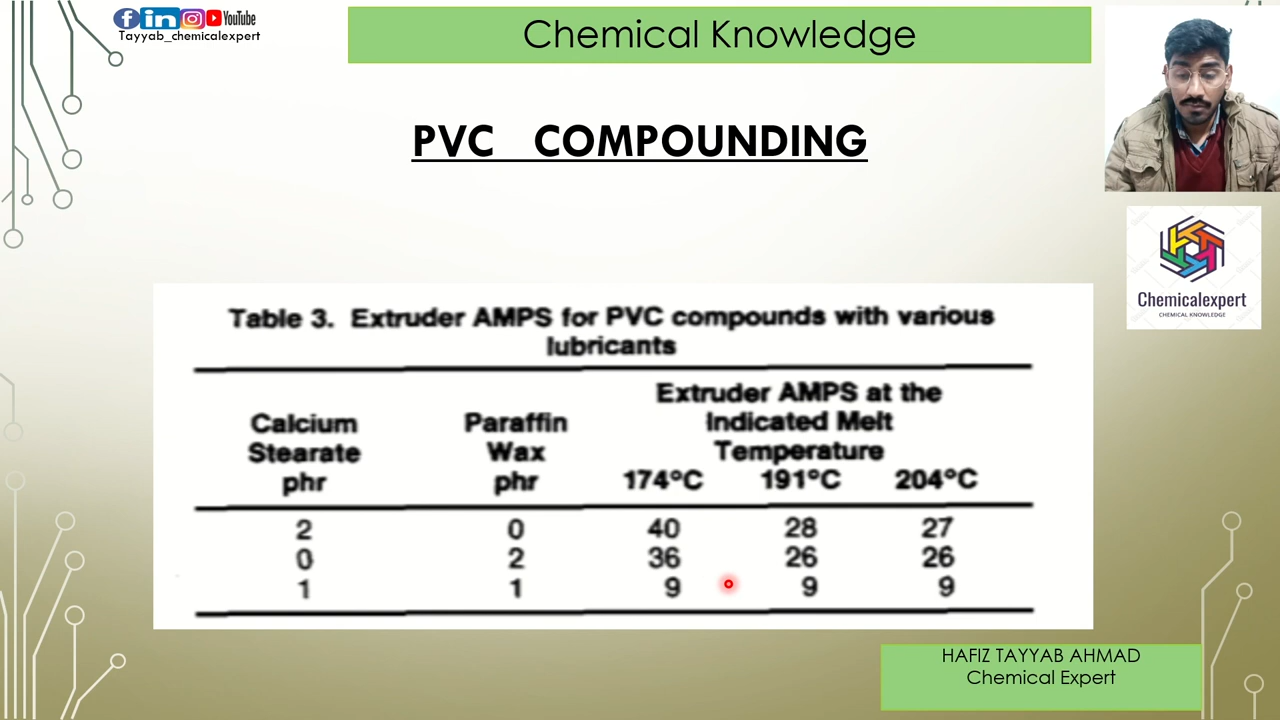 YouTube
Tayyab_chemicalexpert
Chemical Knowledge
PVC COMPOUNDING
Chemicalexpert
CHEMICAL KNOWLEDGE
Table 3. Extruder AMPS for PVC compounds with various
lubricants
Extruder AMPS at the
Indicated Melt
Temperature
Calcium
Stearate
phr
Paraffin
Wax
phr
174°C 191°C 204°C
2 0 40 28 27
0 2 36 26 26
1 1 9 9 9
HAFIZ TAYYAB AHMAD
Chemical Expert